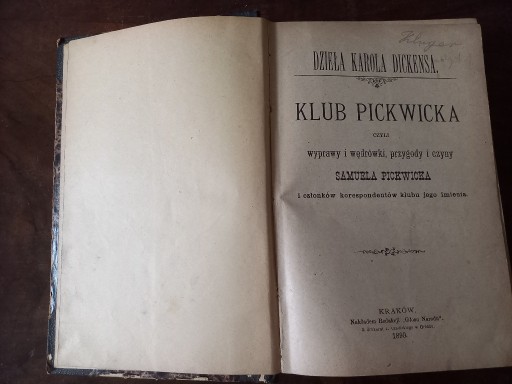 DZIEŁA KAROLA DICKENSA.
KLUB PICKWICKA
CZYLI
wyprawy i wędrówki, przygody i czyny
SAMUELA PICKWICKA
i członków korespondentów klubu jego imienia.
KRAKÓW.
Nakładem Redakcji „Głosu Narodu".